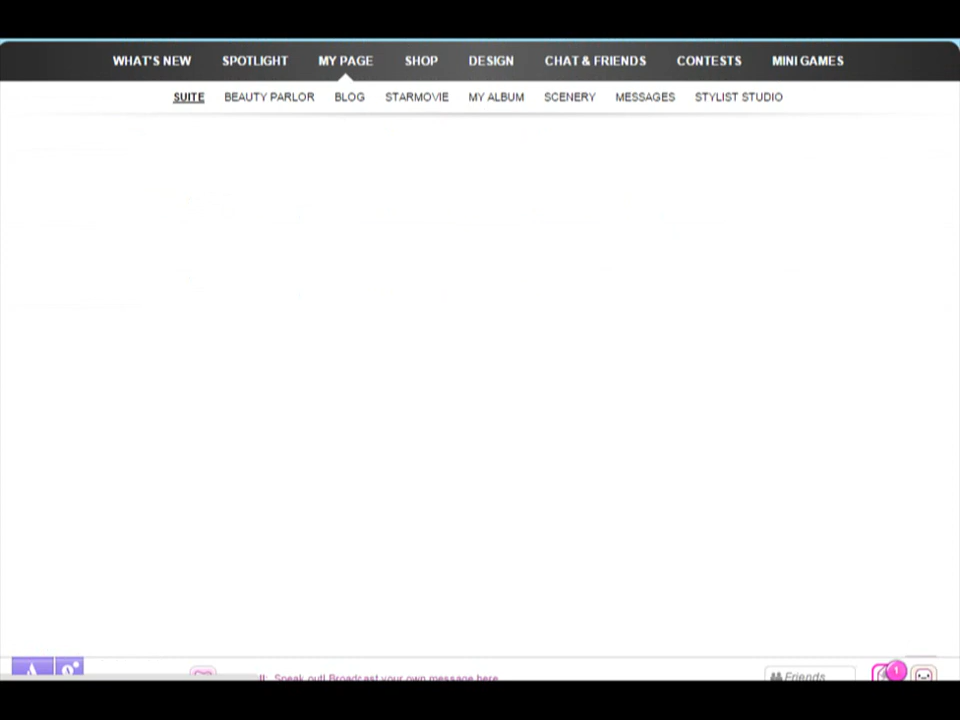 WHAT'S NEW SPOTLIGHT MY PAGE SHOP DESIGN CHAT & FRIENDS CONTESTS MINI GAMES
SUITE BEAUTY PARLOR BLOG STARMOVIE MY ALBUM SCENERY MESSAGES STYLIST STUDIO
Speak out! Broadcast your own message here Friends 1